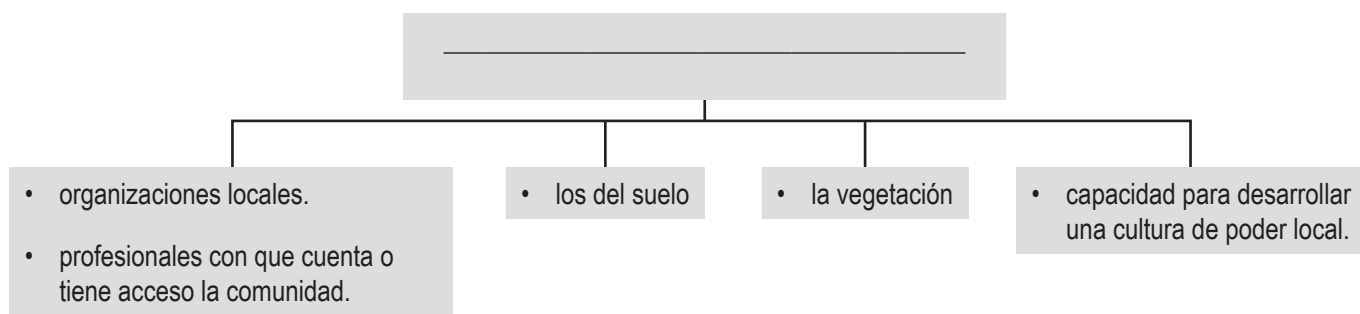 • organizaciones locales.
• profesionales con que cuenta o
tiene acceso la comunidad.
• los del suelo
• la vegetación
• capacidad para desarrollar
una cultura de poder local.